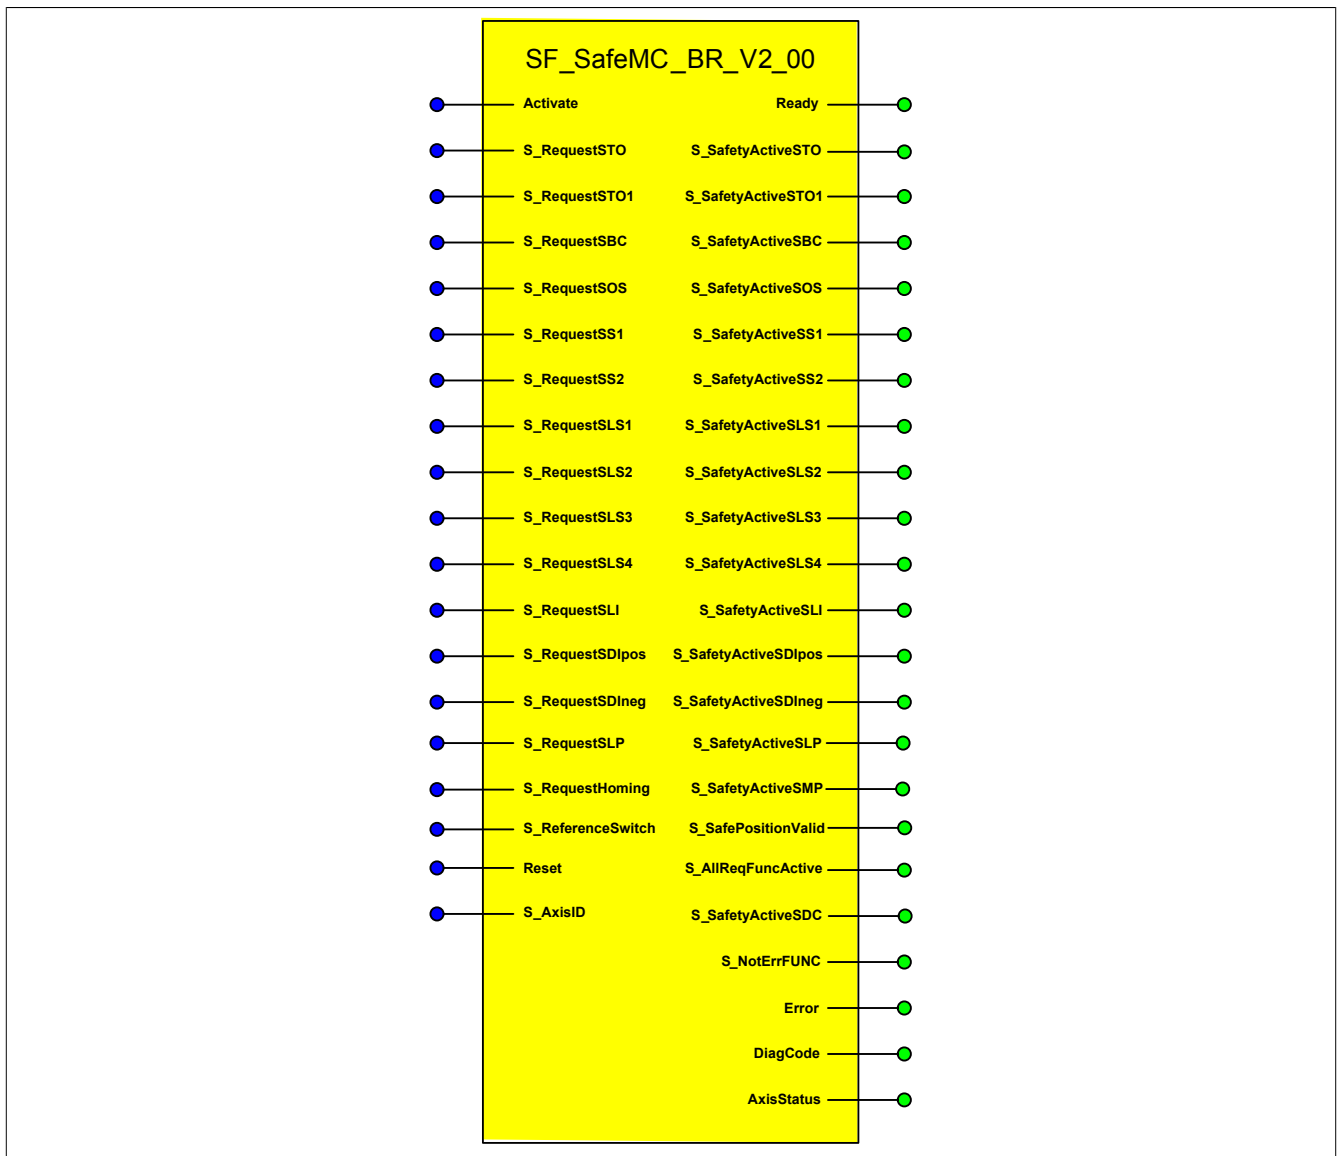 SF_SafeMC_BR_V2_00
Activate Ready
S_RequestSTO S_SafetyActiveSTO
S_RequestSTO1 S_SafetyActiveSTO1
S_RequestSBC S_SafetyActiveSBC
S_RequestSOS S_SafetyActiveSOS
S_RequestSS1 S_SafetyActiveSS1
S_RequestSS2 S_SafetyActiveSS2
S_RequestSLS1 S_SafetyActiveSLS1
S_RequestSLS2 S_SafetyActiveSLS2
S_RequestSLS3 S_SafetyActiveSLS3
S_RequestSLS4 S_SafetyActiveSLS4
S_RequestSLI S_SafetyActiveSLI
S_RequestSDIpos S_SafetyActiveSDIpos
S_RequestSDIneg S_SafetyActiveSDIneg
S_RequestSLP S_SafetyActiveSLP
S_RequestHoming S_SafetyActiveSMP
S_ReferenceSwitch S_SafePositionValid
Reset S_AllReqFuncActive
S_AxisID S_SafetyActiveSDC
S_NotErrFUNC
Error
DiagCode
AxisStatus